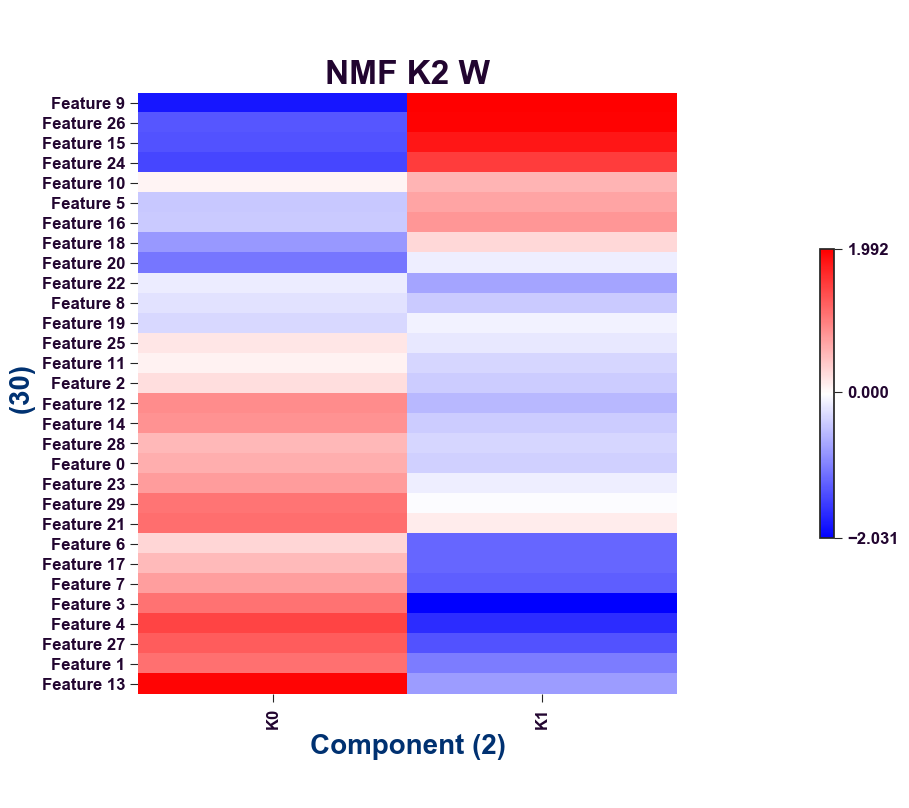 NMF K2 W
Feature 9
Feature 26
Feature 15
Feature 24
Feature 10
Feature 5
Feature 16
Feature 18
Feature 20
Feature 22
Feature 8
Feature 19
Feature 25
Feature 11
Feature 2
Feature 12
Feature 14
Feature 28
Feature 0
Feature 23
Feature 29
Feature 21
Feature 6
Feature 17
Feature 7
Feature 3
Feature 4
Feature 27
Feature 1
Feature 13
(30)
K0
K1
Component (2)
1.992
0.000
−2.031